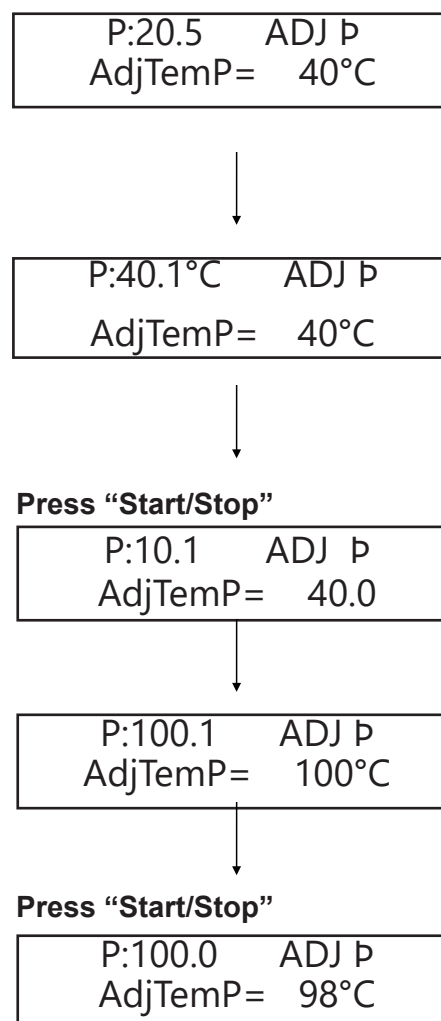 P:20.5 ADJ Þ
AdjTemP= 40°C
P:40.1°C ADJ Þ
AdjTemP= 40°C
Press “Start/Stop”
P:10.1 ADJ Þ
AdjTemP= 40.0
P:100.1 ADJ Þ
AdjTemP= 100°C
Press “Start/Stop”
P:100.0 ADJ Þ
AdjTemP= 98°C